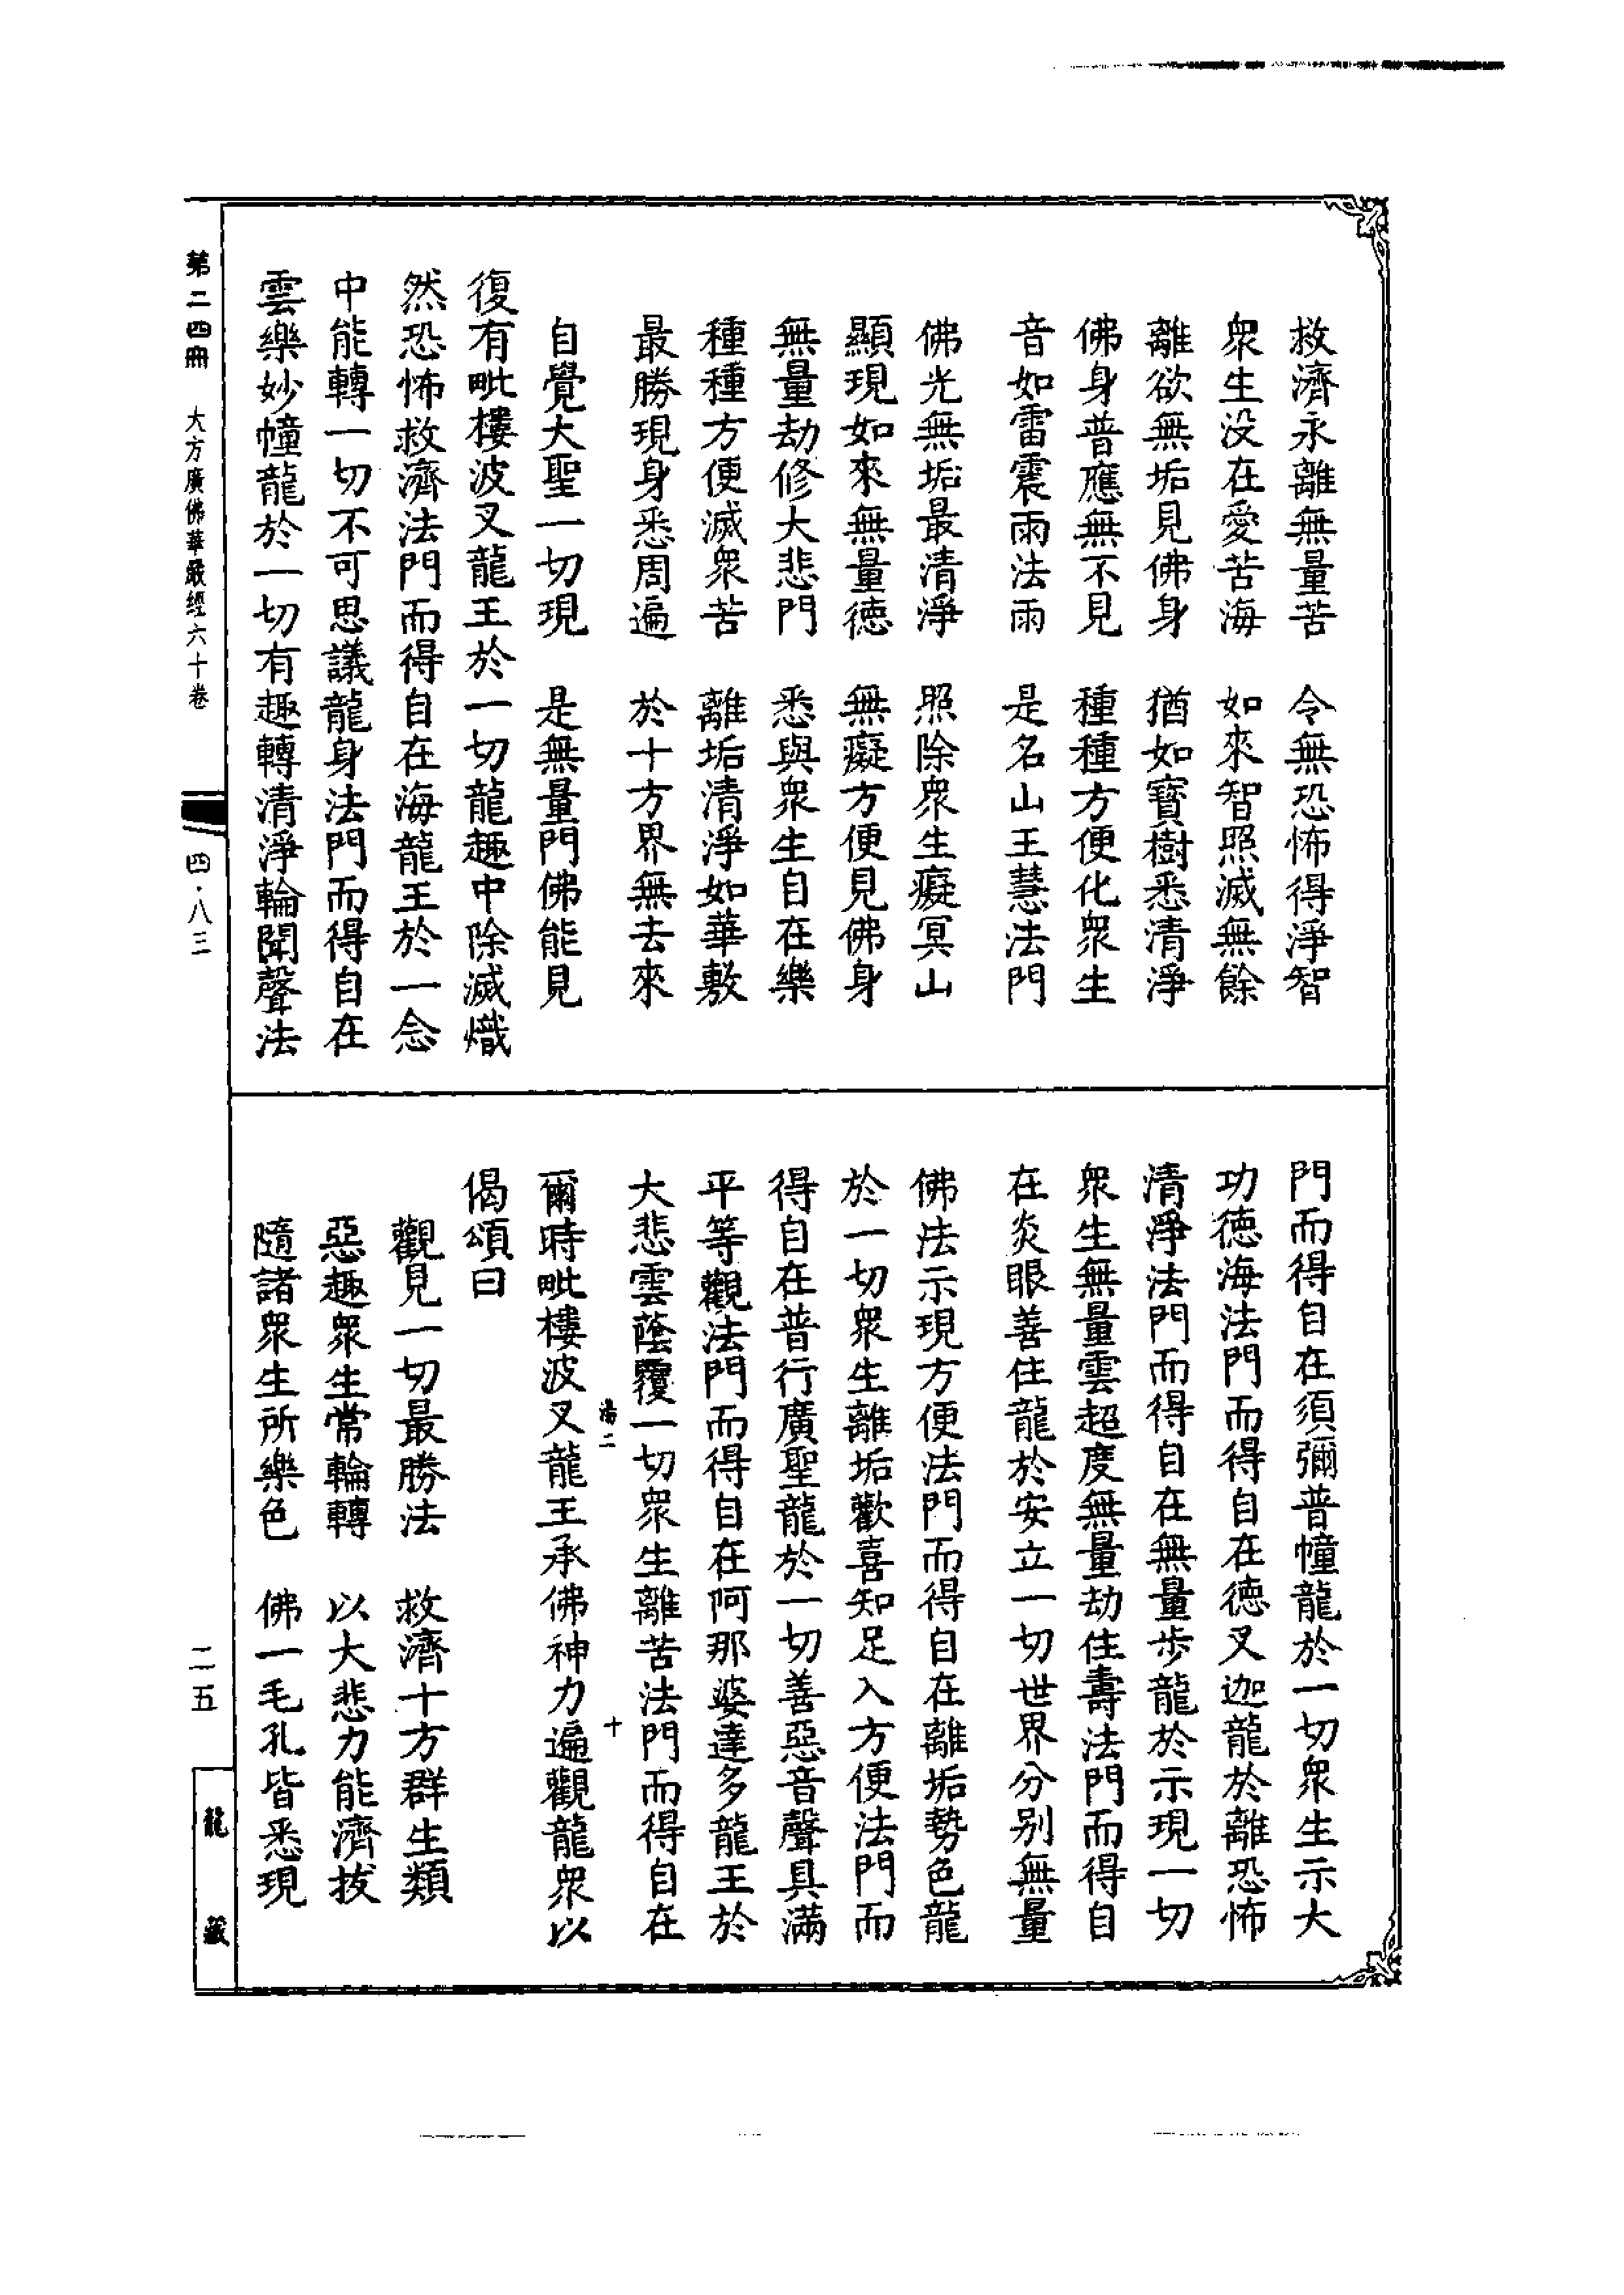 救濟永離無量苦　令無恐怖得淨智
衆生没在愛苦海　如來智照滅無餘
離欲無垢見佛身　猶如寳樹悉清淨
佛身普應無不見　種種方便化衆生
音如雷震雨法雨　是名山王慧法門
佛光無垢最清淨　照除衆生癡冥山
顯現如來無量德　無癡方便見佛身
無量劫修大悲門　悉與衆生自在樂
種種方便滅衆苦　離垢清淨如華敷
最勝現身悉周遍　於十方界無去來
自覺大聖一切現　是無量門佛能見
復有毗樓波叉龍王於一切龍趣中除滅熾
然恐怖救濟法門而得自在海龍王於一念
中能轉一切不可思議龍身法門而得自在
雲樂妙幢龍於一切有趣轉清淨輪聞聲法
門而得自在須彌普幢龍於一切衆生示大
功德海法門而得自在德叉迦龍於離恐怖
清淨法門而得自在無量步龍於示現一切
衆生無量雲超度無量劫住壽法門而得自
在炎眼善住龍於安立一切世界分別無量
佛法示現方便法門而得自在離垢勢色龍
於一切衆生離垢歡喜知足入方便法門而
得自在普行廣聖龍於一切善惡音聲具滿
平等觀法門而得自在阿那婆達多龍王於
大悲雲蔭覆一切衆生離苦法門而得自在
湯二　十
爾時毗樓波叉龍王承佛神力遍觀龍衆以
偈頌曰
觀見一切最勝法　救濟十方群生類
惡趣衆生常輪轉　以大悲力能濟拔
隨諸衆生所樂色　佛一毛孔皆悉現
第二四冊　大方廣佛華嚴經六十卷　四·八三
二五
龍藏